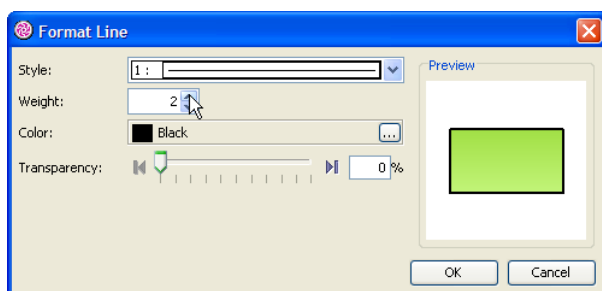 Format Line
Style: 1 :
Preview
Weight: 2
Color: Black ...
Transparency: 0 %
OK Cancel